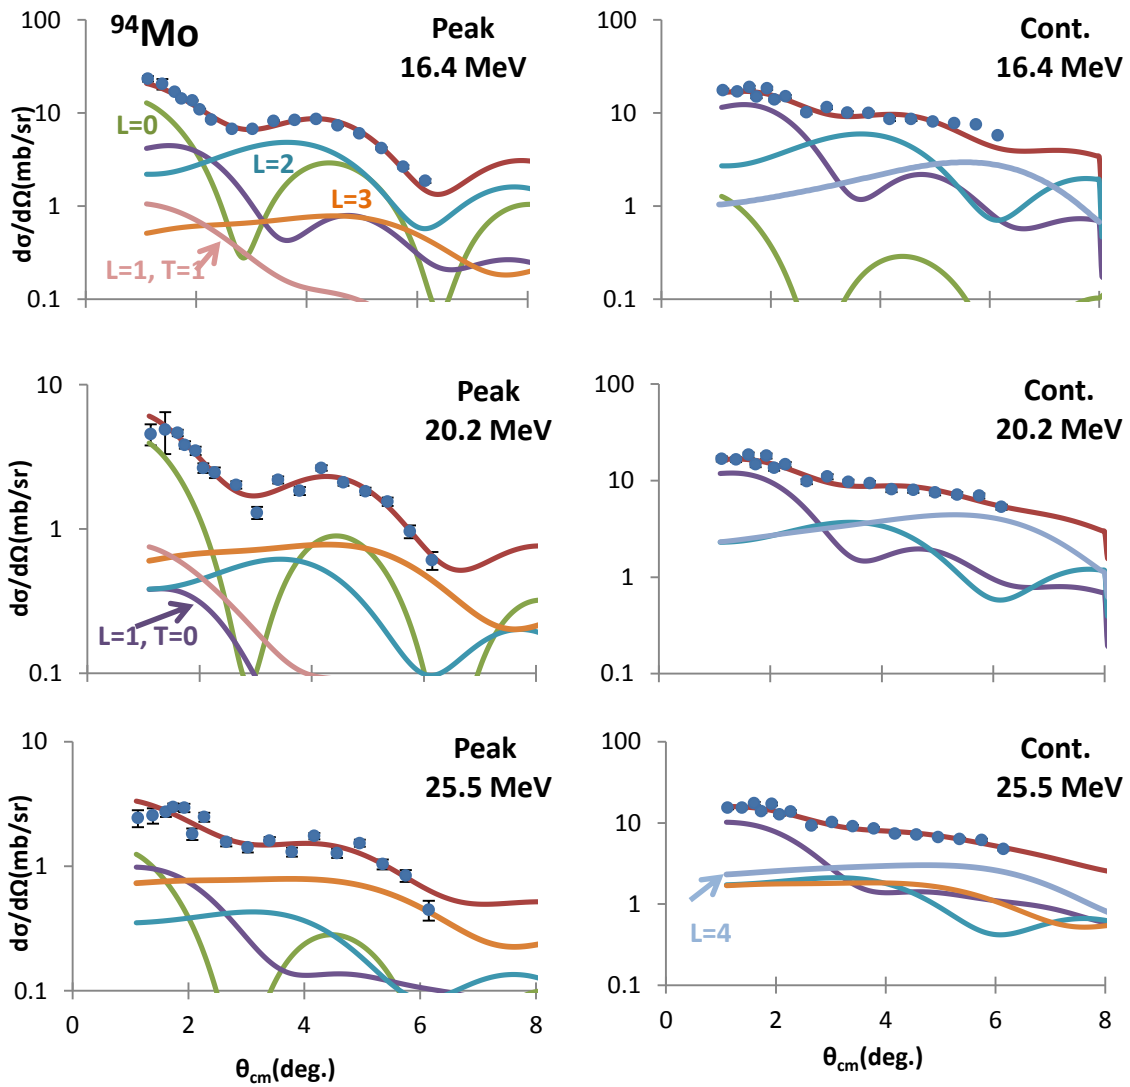 ⁹⁴Mo
Peak
16.4 MeV
dσ/dΩ(mb/sr)
100
10
1
0.1
L=0
L=2
L=3
L=1, T=1
Cont.
16.4 MeV
100
10
1
0.1
Peak
20.2 MeV
dσ/dΩ(mb/sr)
10
1
0.1
L=1, T=0
Cont.
20.2 MeV
100
10
1
0.1
Peak
25.5 MeV
dσ/dΩ(mb/sr)
10
1
0.1
0 2 4 6 8
θcm(deg.)
Cont.
25.5 MeV
100
10
1
0.1
L=4
0 2 4 6 8
θcm(deg.)